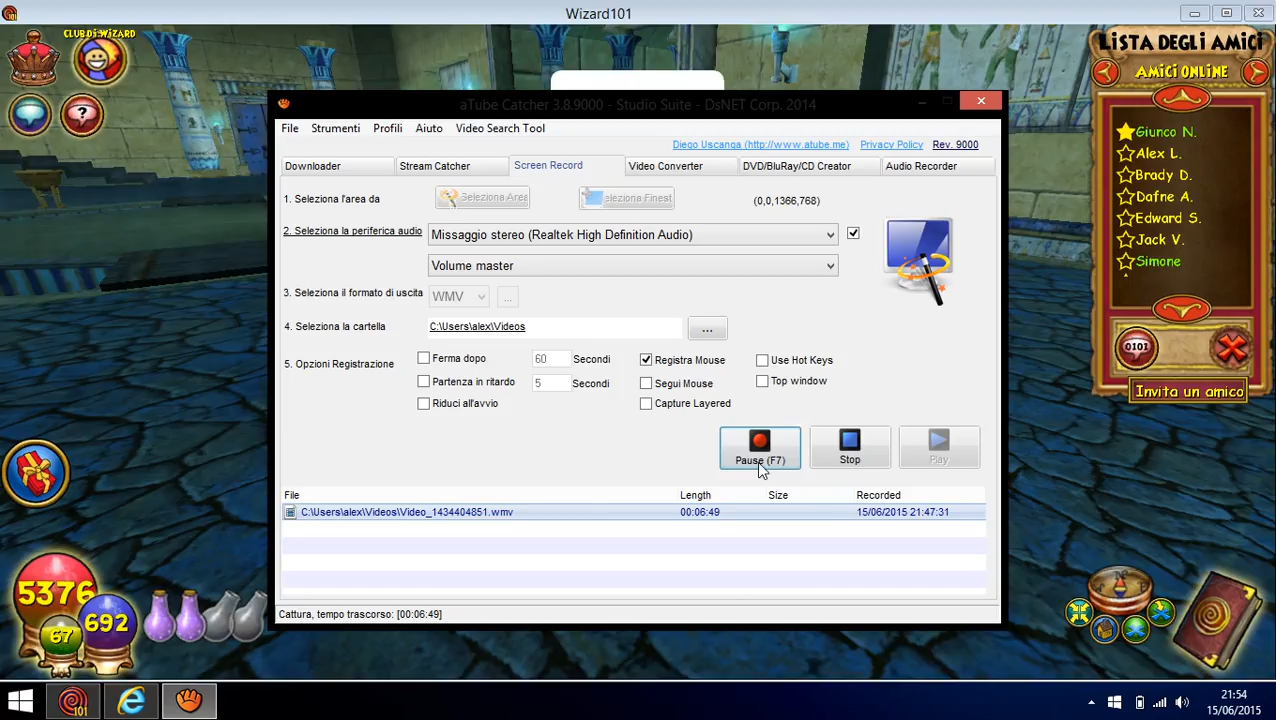 Wizard101
CLUB DI WIZARD
LISTA DEGLI AMICI
AMICI ONLINE
Giunco N.
Alex L.
Brady D.
Dafne A.
Edward S.
Jack V.
Simone
Invita un amico
aTube Catcher 3.8.9000 - Studio Suite - DsNET Corp. 2014
File Strumenti Profili Aiuto Video Search Tool
Diego Uscanga (http://www.atube.me) Privacy Policy Rev. 9000
Downloader Stream Catcher Screen Record Video Converter DVD/BluRay/CD Creator Audio Recorder
1. Seleziona l'area da Seleziona Area eleziona Finest (0,0,1366,768)
2. Seleziona la periferica audio Missaggio stereo (Realtek High Definition Audio)
Volume master
3. Seleziona il formato di uscita WMV ...
4. Seleziona la cartella C:\Users\alex\Videos ...
5. Opzioni Registrazione Ferma dopo 60 Secondi Registra Mouse Use Hot Keys
Partenza in ritardo 5 Secondi Segui Mouse Top window
Riduci all'avvio Capture Layered
Pause (F7) Stop Play
File Length Size Recorded
C:\Users\alex\Videos\Video_1434404851.wmv 00:06:49 15/06/2015 21:47:31
Cattura, tempo trascorso: [00:06:49]
5376
692
67
101
21:54
15/06/2015